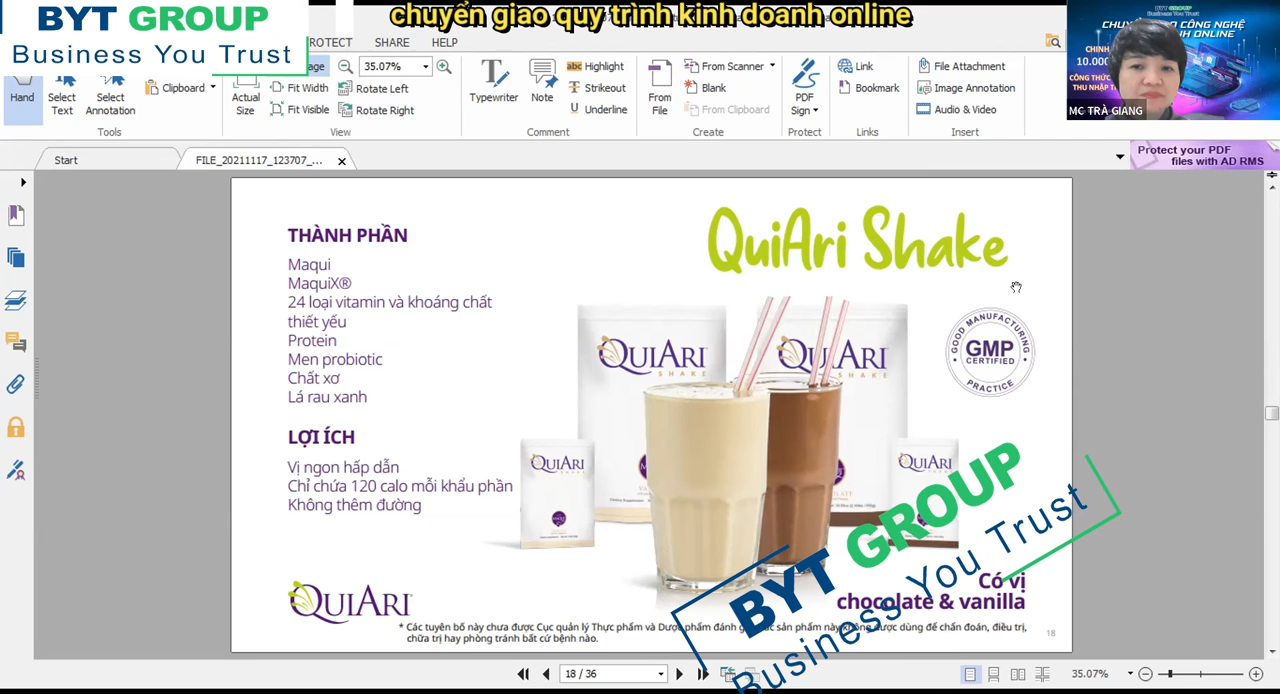 BYT GROUP
Business You Trust
chuyển giao quy trình kinh doanh online
ROTECT SHARE HELP
Hand
Select Text
Select Annotation
Clipboard
Tools
Actual Size
age
35.07%
Fit Width
Rotate Left
Fit Visible
Rotate Right
View
Typewriter
Note
Highlight
Strikeout
Underline
Comment
From File
From Scanner
Blank
From Clipboard
Create
PDF Sign
Protect
Link
Bookmark
Links
File Attachment
Image Annotation
Audio & Video
Insert
BYT GROUP
Business You Trust
MC TRÀ GIANG
Start
FILE_20211117_123707_...
Protect your PDF
files with AD RMS
THÀNH PHẦN
Maqui
MaquiX®
24 loại vitamin và khoáng chất
thiết yếu
Protein
Men probiotic
Chất xơ
Lá rau xanh
LỢI ÍCH
Vị ngon hấp dẫn
Chỉ chứa 120 calo mỗi khẩu phần
Không thêm đường
QuiAri Shake
QUIARI
SHAKE
QUIARI
SHAKE
GOOD MANUFACTURING
GMP
CERTIFIED
PRACTICE
QUIARI
QUIARI
BYT GROUP
Business You Trust
Có vị
chocolate & vanilla
QUIARI
* Các tuyên bố này chưa được Cục quản lý Thực phẩm và Dược phẩm đánh các sản phẩm này không được dùng để chẩn đoán, điều trị,
chữa trị hay phòng tránh bất cứ bệnh nào.
18
18 / 36
35.07%